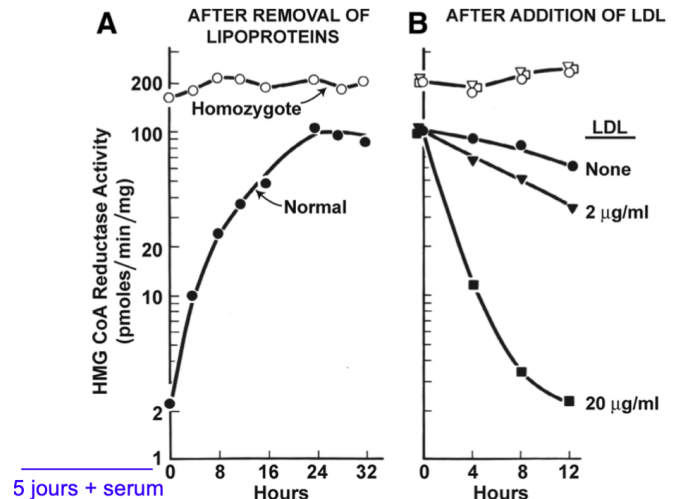 A
AFTER REMOVAL OF
LIPOPROTEINS
HMG CoA Reductase Activity
(pmoles/min/mg)
200
100
20
10
2
1
Homozygote
Normal
0 8 16 24 32
Hours
5 jours + serum
B
AFTER ADDITION OF LDL
LDL
None
2 µg/ml
20 µg/ml
0 4 8 12
Hours